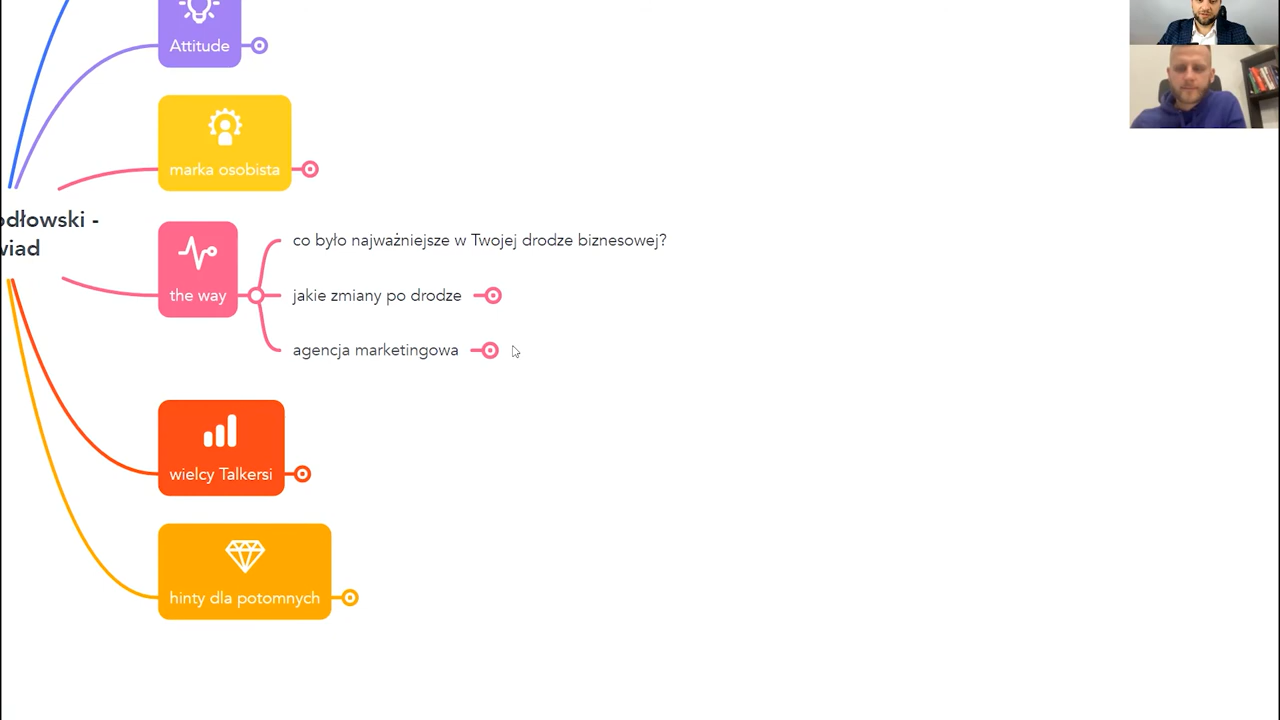 Attitude
marka osobista
odłowski -
wiad
the way
co było najważniejsze w Twojej drodze biznesowej?
jakie zmiany po drodze
agencja marketingowa
wielcy Talkersi
hinty dla potomnych